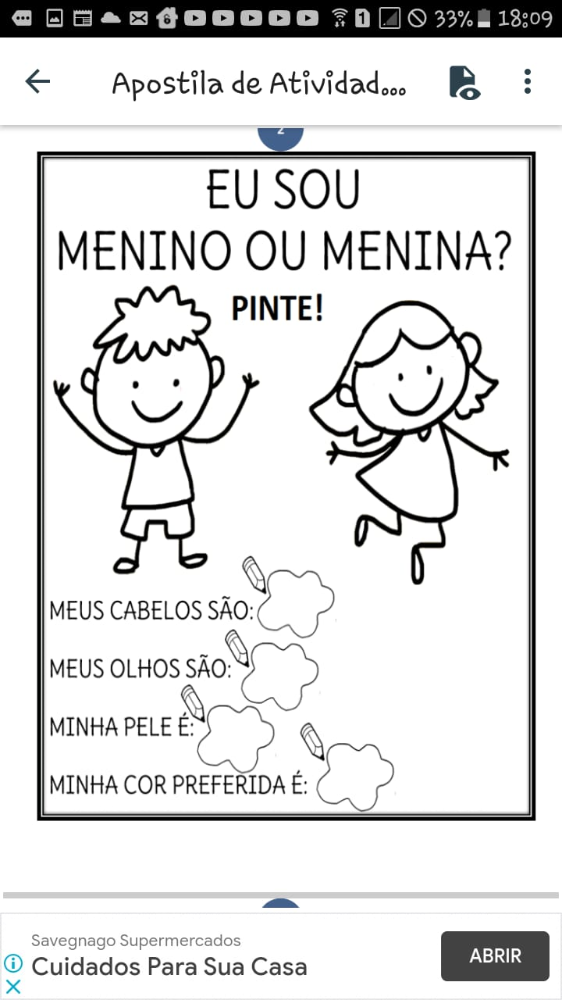 1 33% 18:09
Apostila de Atividad...
2
EU SOU
MENINO OU MENINA?
PINTE!
MEUS CABELOS SÃO:
MEUS OLHOS SÃO:
MINHA PELE É:
MINHA COR PREFERIDA É:
Savegnago Supermercados
Cuidados Para Sua Casa
ABRIR